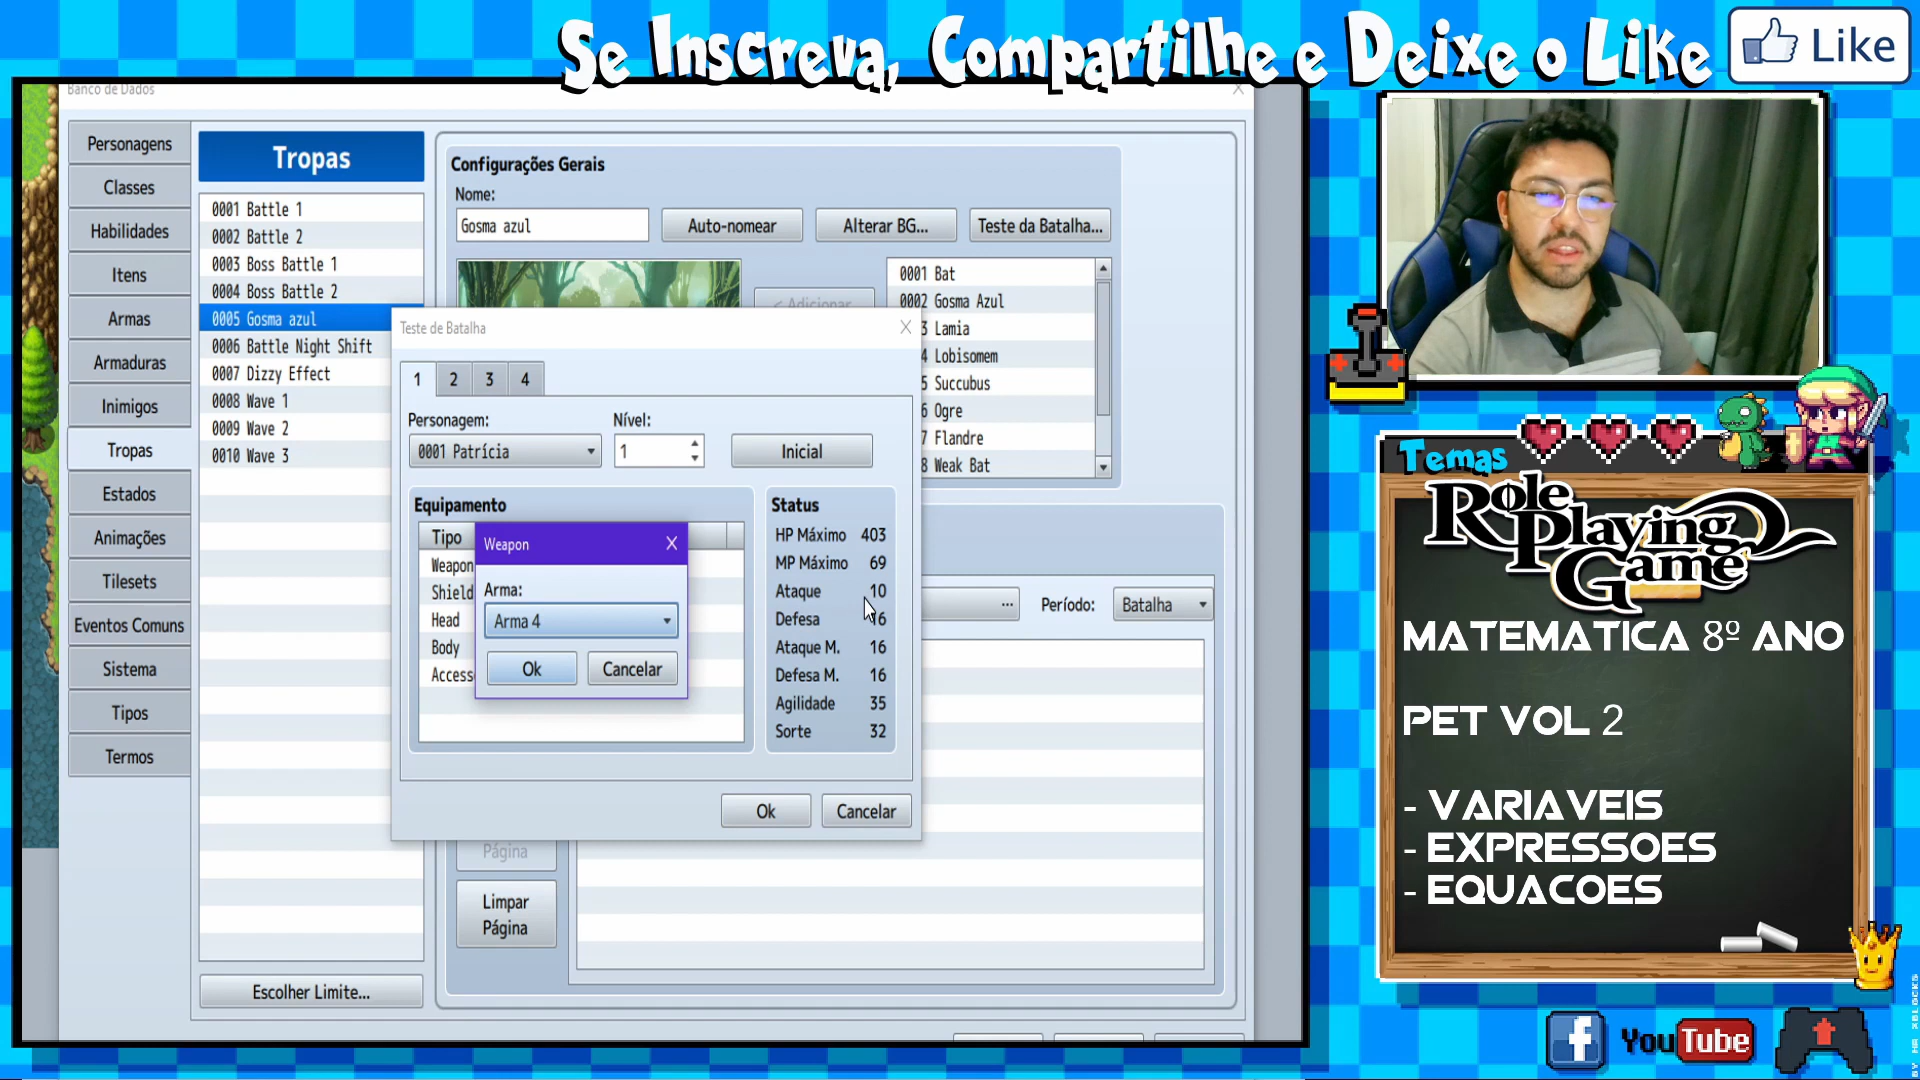 Se Inscreva, Compartilhe e Deixe o Like
Like
Banco de Dados
Personagens
Classes
Habilidades
Itens
Armas
Armaduras
Inimigos
Tropas
Estados
Animações
Tilesets
Eventos Comuns
Sistema
Tipos
Termos
Tropas
0001 Battle 1
0002 Battle 2
0003 Boss Battle 1
0004 Boss Battle 2
0005 Gosma azul
0006 Battle Night Shift
0007 Dizzy Effect
0008 Wave 1
0009 Wave 2
0010 Wave 3
Escolher Limite...
Configurações Gerais
Nome:
Gosma azul
Auto-nomear
Alterar BG...
Teste da Batalha...
< Adicionar
0001 Bat
0002 Gosma Azul
3 Lamia
4 Lobisomem
5 Succubus
6 Ogre
7 Flandre
8 Weak Bat
Teste de Batalha
1 2 3 4
Personagem:
Nível:
0001 Patrícia
1
Inicial
Equipamento
Tipo
Weapon
Shield
Head
Body
Access
Weapon
Arma:
Arma 4
Ok
Cancelar
Status
HP Máximo 403
MP Máximo 69
Ataque 10
Defesa 16
Ataque M. 16
Defesa M. 16
Agilidade 35
Sorte 32
Ok
Cancelar
...
Período:
Batalha
Página
Limpar
Página
Temas
Role
Playing
Game
MATEMATICA 8º ANO
PET VOL 2
- VARIAVEIS
- EXPRESSOES
- EQUACOES
f
YouTube